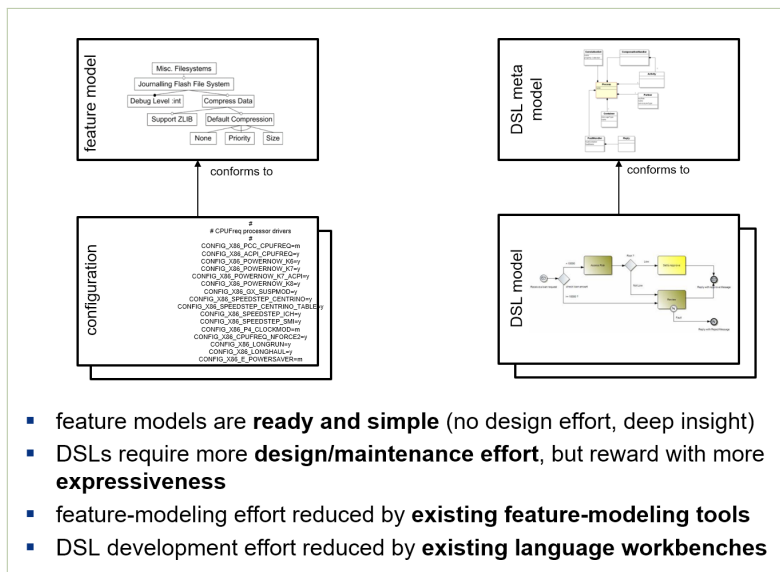 feature model
Misc. Filesystems
Journalling Flash File System
Debug Level :int
Compress Data
Support ZLIB
Default Compression
None
Priority
Size
conforms to
configuration
#
# CPUFreq processor drivers
#
CONFIG_X86_PCC_CPUFREQ=m
CONFIG_X86_ACPI_CPUFREQ=y
CONFIG_X86_POWERNOW_K6=y
CONFIG_X86_POWERNOW_K7=y
CONFIG_X86_POWERNOW_K7_ACPI=y
CONFIG_X86_POWERNOW_K8=y
CONFIG_X86_GX_SUSPMOD=y
CONFIG_X86_SPEEDSTEP_CENTRINO=y
CONFIG_X86_SPEEDSTEP_CENTRINO_TABLE=y
CONFIG_X86_SPEEDSTEP_ICH=y
CONFIG_X86_SPEEDSTEP_SMI=y
CONFIG_X86_P4_CLOCKMOD=m
CONFIG_X86_CPUFREQ_NFORCE2=y
CONFIG_X86_LONGRUN=y
CONFIG_X86_LONGHAUL=y
CONFIG_X86_E_POWERSAVER=m
DSL meta
model
conforms to
DSL model
▪ feature models are ready and simple (no design effort, deep insight)
▪ DSLs require more design/maintenance effort, but reward with more
expressiveness
▪ feature-modeling effort reduced by existing feature-modeling tools
▪ DSL development effort reduced by existing language workbenches